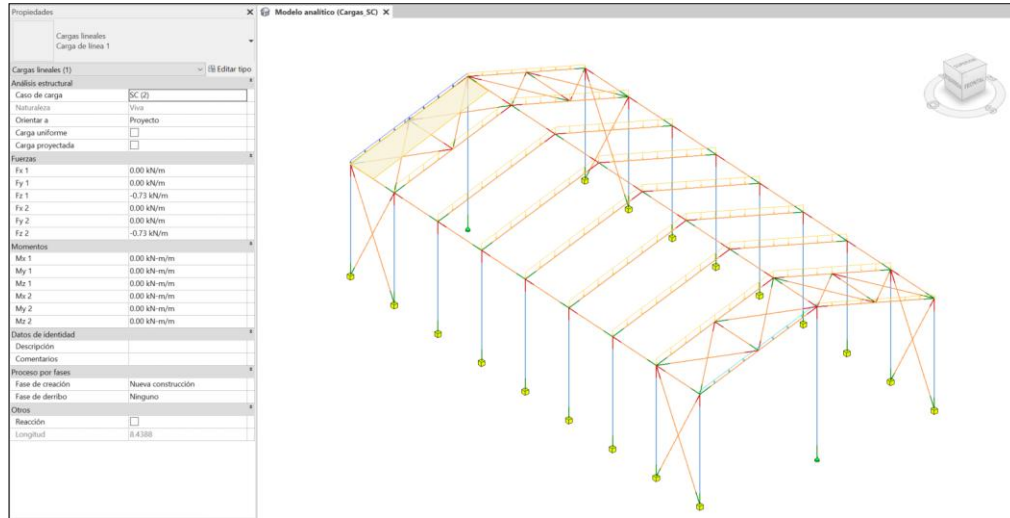 Propiedades
Modelo analítico (Cargas_SC)
Cargas lineales
Carga de línea 1
Cargas lineales (1)
Editar tipo
Análisis estructural
Caso de carga SC (2)
Naturaleza Viva
Orientar a Proyecto
Carga uniforme
Carga proyectada
Fuerzas
Fx 1 0.00 kN/m
Fy 1 0.00 kN/m
Fz 1 -0.73 kN/m
Fx 2 0.00 kN/m
Fy 2 0.00 kN/m
Fz 2 -0.73 kN/m
Momentos
Mx 1 0.00 kN-m/m
My 1 0.00 kN-m/m
Mz 1 0.00 kN-m/m
Mx 2 0.00 kN-m/m
My 2 0.00 kN-m/m
Mz 2 0.00 kN-m/m
Datos de identidad
Descripción
Comentarios
Proceso por fases
Fase de creación Nueva construcción
Fase de derribo Ninguno
Otros
Reacción
Longitud 8.4388